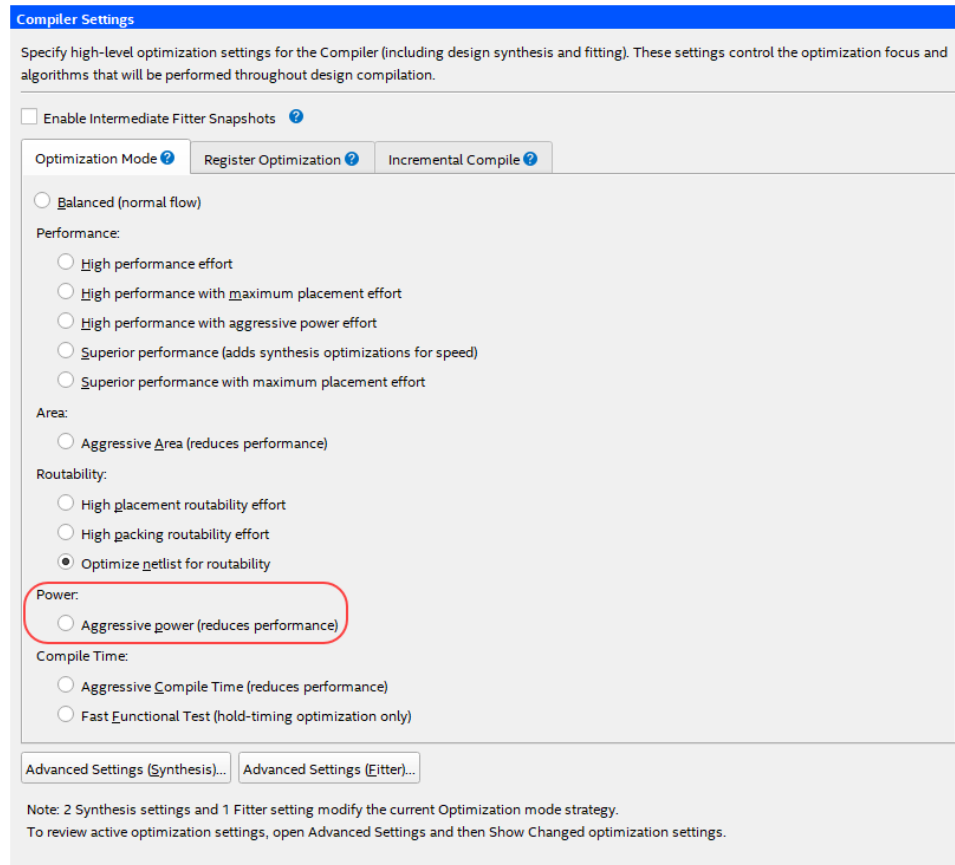 Compiler Settings
Specify high-level optimization settings for the Compiler (including design synthesis and fitting). These settings control the optimization focus and
algorithms that will be performed throughout design compilation.
Enable Intermediate Fitter Snapshots ?
Optimization Mode ? Register Optimization ? Incremental Compile ?
Balanced (normal flow)
Performance:
High performance effort
High performance with maximum placement effort
High performance with aggressive power effort
Superior performance (adds synthesis optimizations for speed)
Superior performance with maximum placement effort
Area:
Aggressive Area (reduces performance)
Routability:
High placement routability effort
High packing routability effort
Optimize netlist for routability
Power:
Aggressive power (reduces performance)
Compile Time:
Aggressive Compile Time (reduces performance)
Fast Functional Test (hold-timing optimization only)
Advanced Settings (Synthesis)... Advanced Settings (Fitter)...
Note: 2 Synthesis settings and 1 Fitter setting modify the current Optimization mode strategy.
To review active optimization settings, open Advanced Settings and then Show Changed optimization settings.